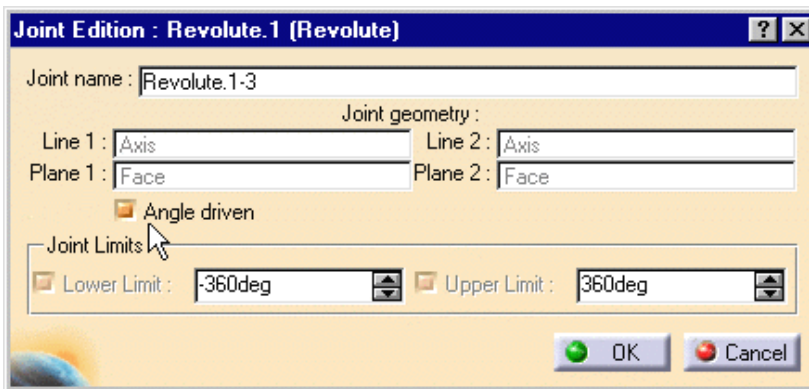 Joint Edition : Revolute.1 (Revolute)
Joint name : Revolute.1-3
Joint geometry :
Line 1 : Axis Line 2 : Axis
Plane 1 : Face Plane 2 : Face
Angle driven
Joint Limits
Lower Limit : -360deg Upper Limit : 360deg
OK Cancel